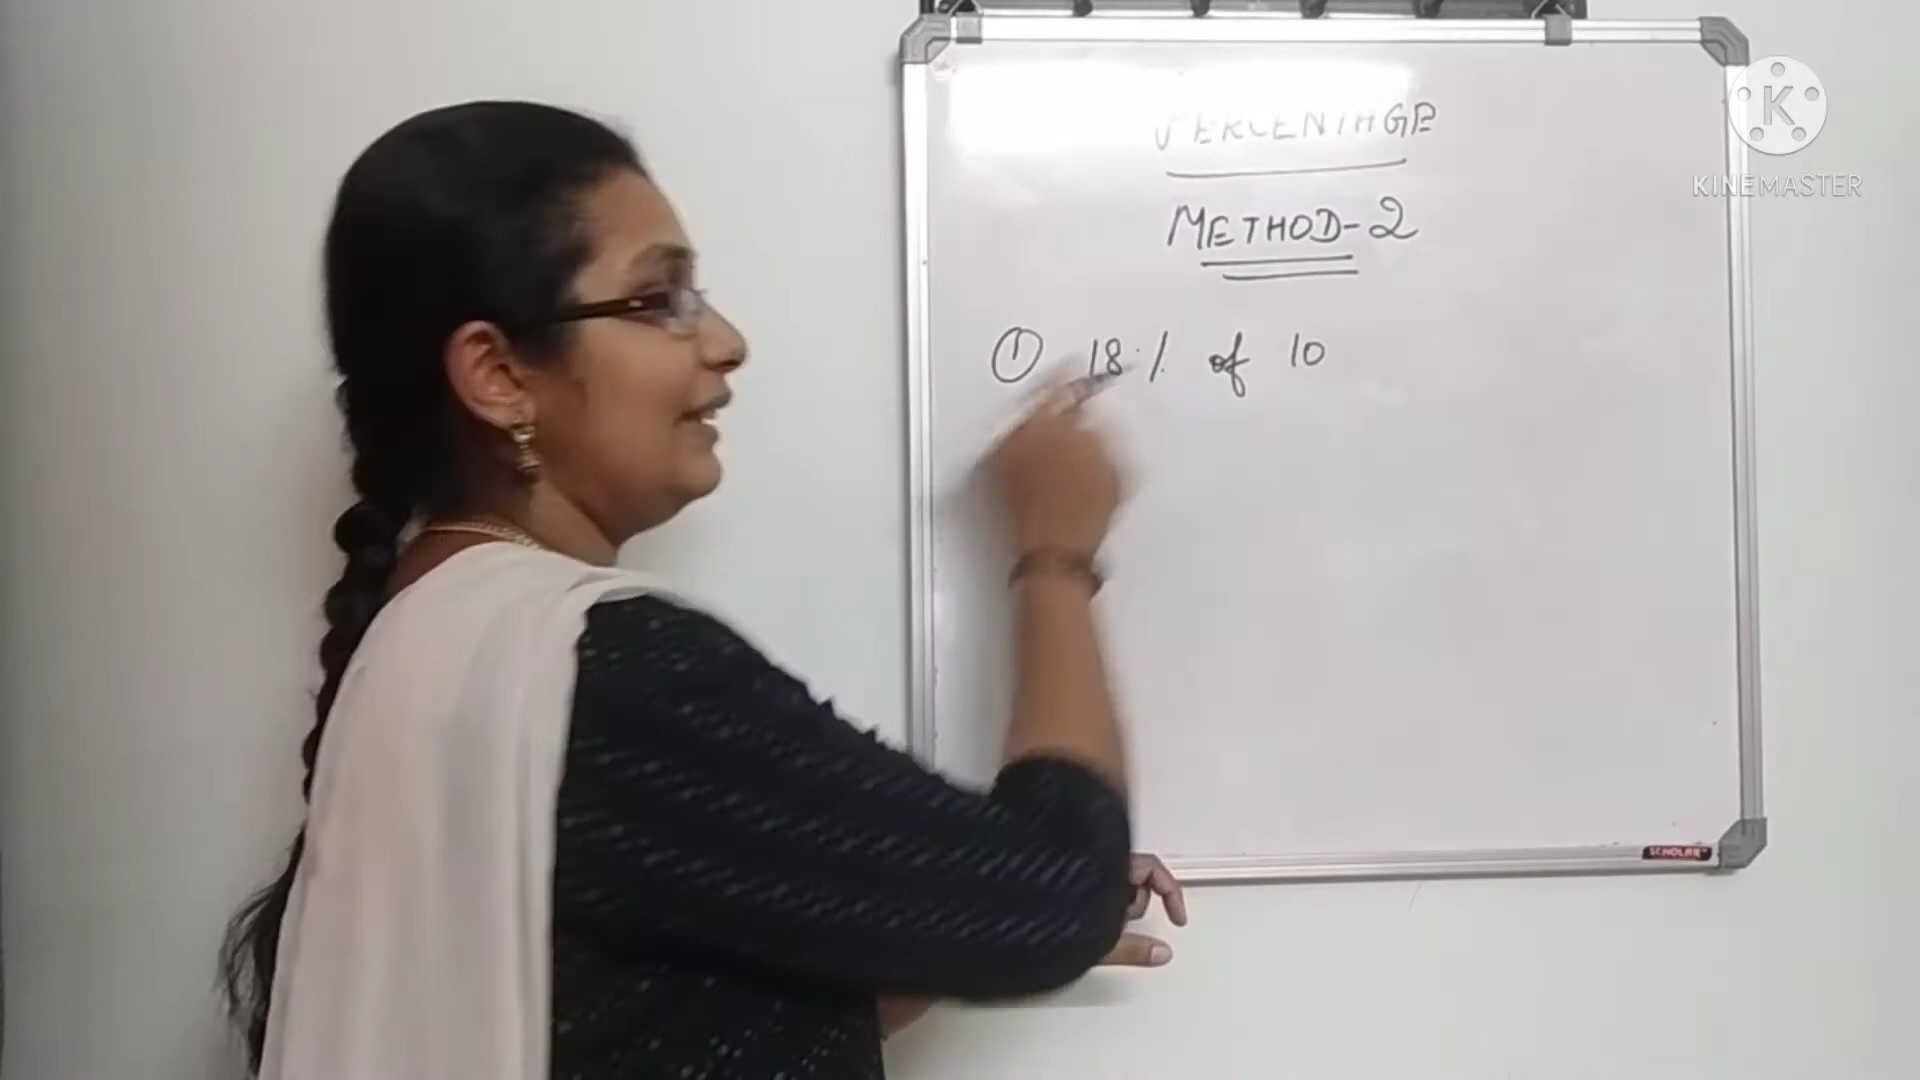 PERCENTAGE
METHOD-2
① 18% of 10
KINEMASTER
SCHOLAR